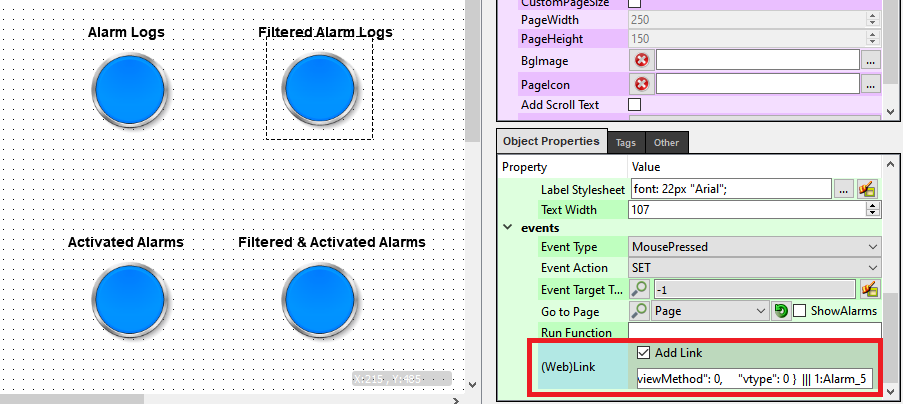 Alarm Logs
Filtered Alarm Logs
Activated Alarms
Filtered & Activated Alarms
X:215, Y:405
CustomPageSize
PageWidth 250
PageHeight 150
BgImage ...
PageIcon ...
Add Scroll Text
Object Properties Tags Other
Property Value
Label Stylesheet font: 22px "Arial"; ...
Text Width 107
events
Event Type MousePressed
Event Action SET
Event Target T... -1
Go to Page Page ShowAlarms
Run Function
(Web)Link Add Link
viewMethod": 0, "vtype": 0 } ||| 1:Alarm_5